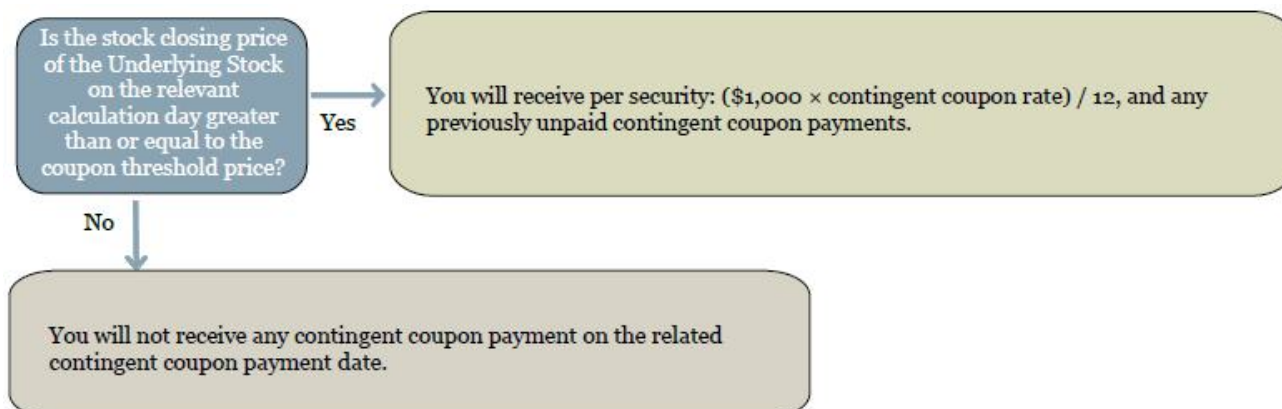 Is the stock closing price
of the Underlying Stock
on the relevant
calculation day greater
than or equal to the
coupon threshold price?
Yes
You will receive per security: ($1,000 × contingent coupon rate) / 12, and any
previously unpaid contingent coupon payments.
No
You will not receive any contingent coupon payment on the related
contingent coupon payment date.